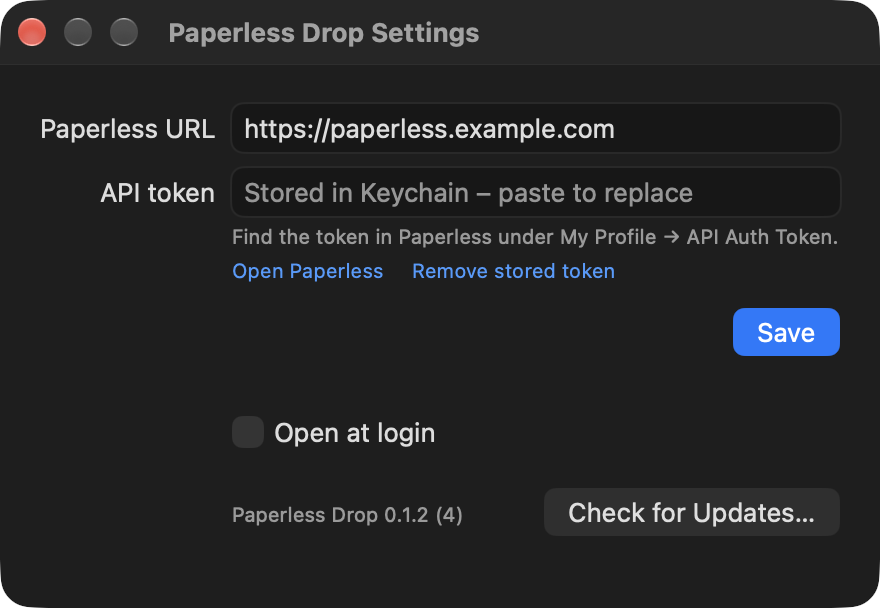 Paperless Drop Settings
Paperless URL https://paperless.example.com
API token Stored in Keychain – paste to replace
Find the token in Paperless under My Profile → API Auth Token.
Open Paperless Remove stored token
Save
Open at login
Paperless Drop 0.1.2 (4) Check for Updates...